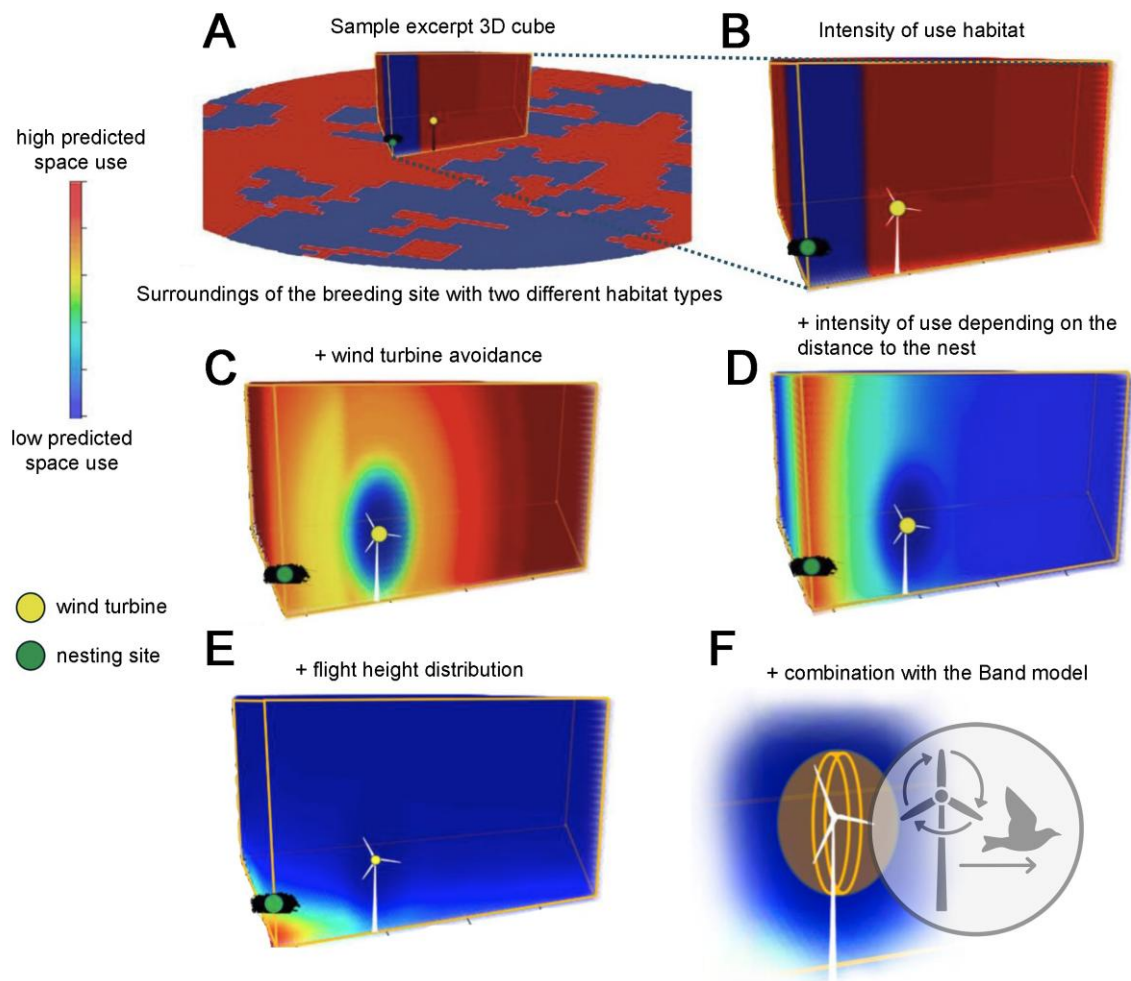 A
Sample excerpt 3D cube
B
Intensity of use habitat
high predicted
space use
low predicted
space use
Surroundings of the breeding site with two different habitat types
C
+ wind turbine avoidance
D
+ intensity of use depending on the
distance to the nest
wind turbine
nesting site
E
+ flight height distribution
F
+ combination with the Band model